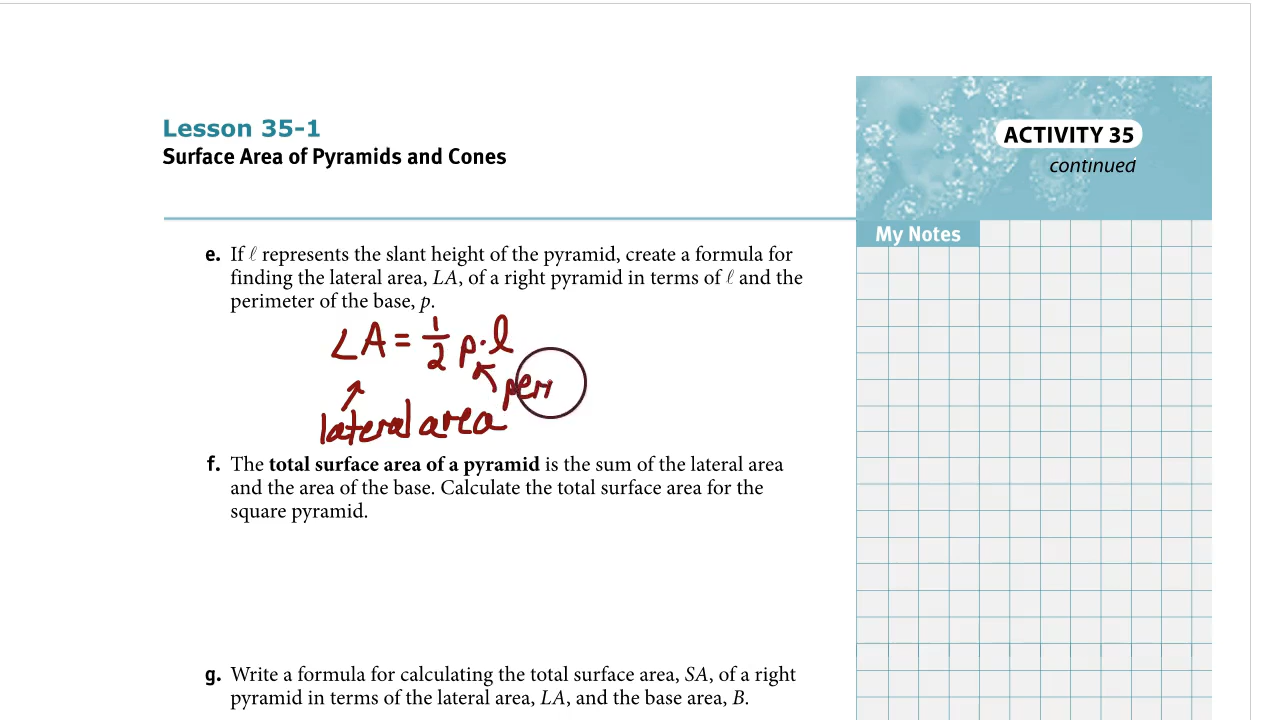 Lesson 35-1
Surface Area of Pyramids and Cones
ACTIVITY 35
continued
My Notes
e. If ℓ represents the slant height of the pyramid, create a formula for
finding the lateral area, LA, of a right pyramid in terms of ℓ and the
perimeter of the base, p.
LA = 1/2 p·l
peri
lateral area
f. The total surface area of a pyramid is the sum of the lateral area
and the area of the base. Calculate the total surface area for the
square pyramid.
g. Write a formula for calculating the total surface area, SA, of a right
pyramid in terms of the lateral area, LA, and the base area, B.